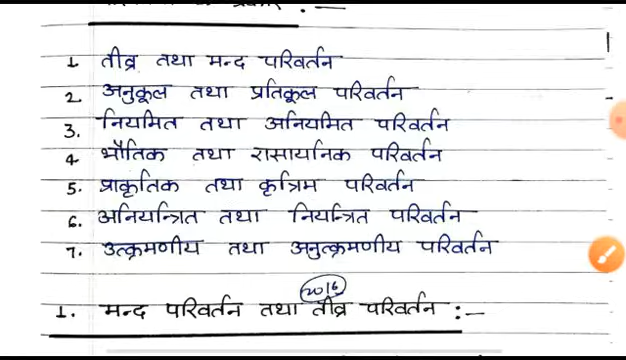 1 तीव्र तथा मन्द परिवर्तन
2 अनुकूल तथा प्रतिकूल परिवर्तन
3. नियमित तथा अनियमित परिवर्तन
4 भौतिक तथा रासायनिक परिवर्तन
5. प्राकृतिक तथा कृत्रिम परिवर्तन
6. अनियन्त्रित तथा नियन्त्रित परिवर्तन
7. उत्क्रमणीय तथा अनुत्क्रमणीय परिवर्तन
2016
1. मन्द परिवर्तन तथा तीव्र परिवर्तन :—